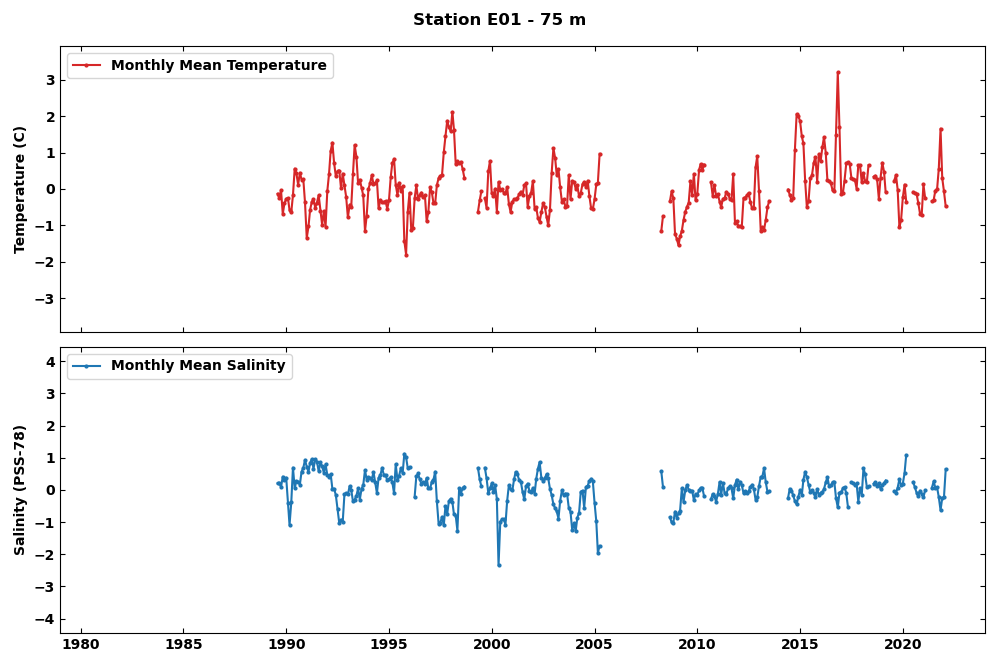 Station E01 - 75 m
Monthly Mean Temperature
Temperature (C)
3
2
1
0
−1
−2
−3
Monthly Mean Salinity
Salinity (PSS-78)
4
3
2
1
0
−1
−2
−3
−4
1980 1985 1990 1995 2000 2005 2010 2015 2020